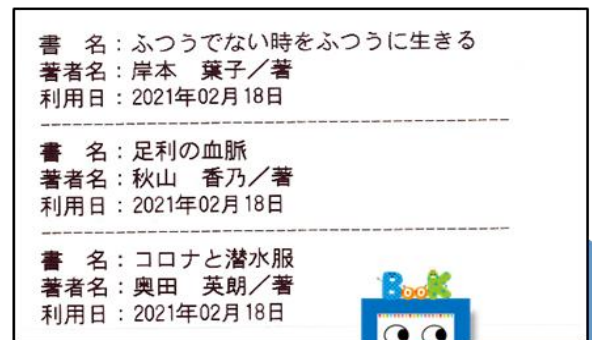 書　名：ふつうでない時をふつうに生きる
著者名：岸本　葉子／著
利用日：2021年02月18日
書　名：足利の血脈
著者名：秋山　香乃／著
利用日：2021年02月18日
書　名：コロナと潜水服
著者名：奥田　英朗／著
利用日：2021年02月18日
BooK